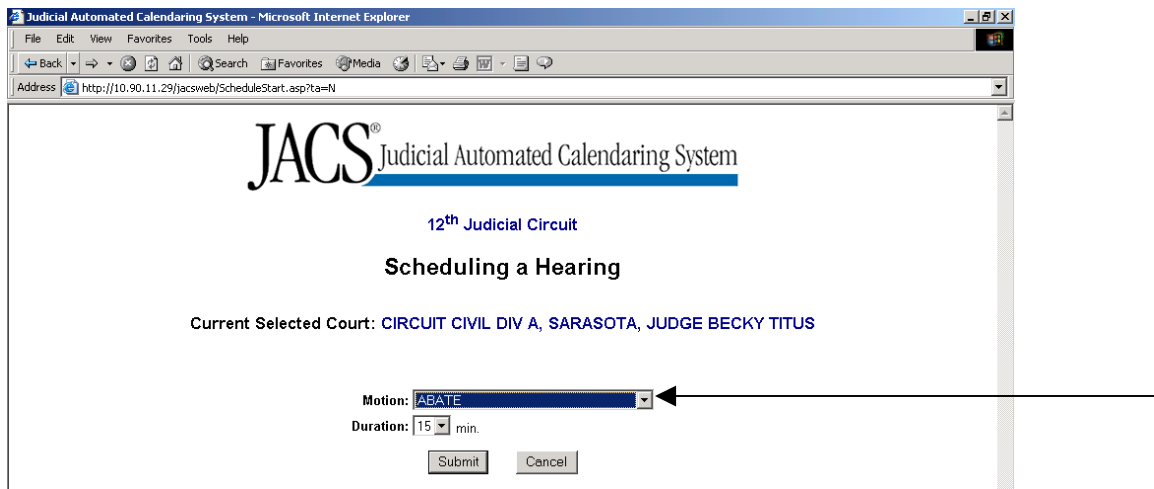 Judicial Automated Calendaring System - Microsoft Internet Explorer
File Edit View Favorites Tools Help
Back Search Favorites Media
Address http://10.90.11.29/jacsweb/ScheduleStart.asp?ta=N
JACS® Judicial Automated Calendaring System
12th Judicial Circuit
Scheduling a Hearing
Current Selected Court: CIRCUIT CIVIL DIV A, SARASOTA, JUDGE BECKY TITUS
Motion: ABATE
Duration: 15 min.
Submit Cancel